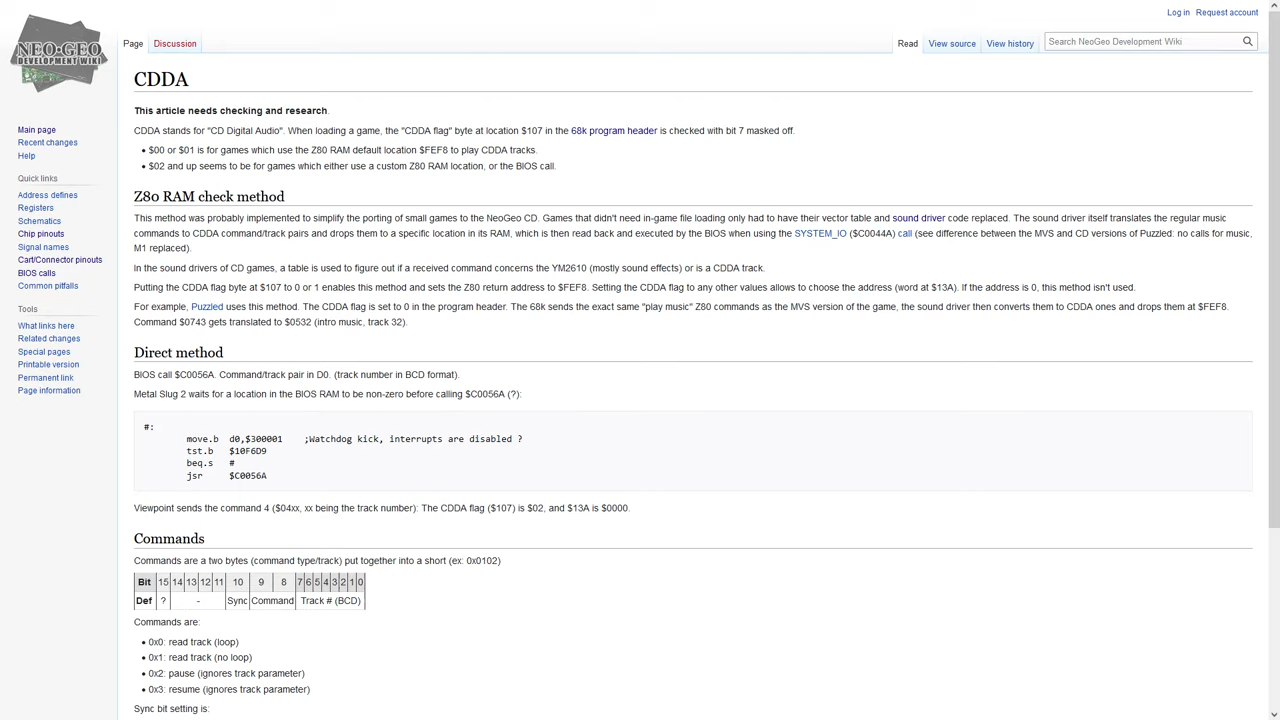 Log in Request account
NEO·GEO
DEVELOPMENT WIKI
Page Discussion Read View source View history Search NeoGeo Development Wiki
CDDA
This article needs checking and research.
CDDA stands for "CD Digital Audio". When loading a game, the "CDDA flag" byte at location $107 in the 68k program header is checked with bit 7 masked off.
• $00 or $01 is for games which use the Z80 RAM default location $FEF8 to play CDDA tracks.
• $02 and up seems to be for games which either use a custom Z80 RAM location, or the BIOS call.
Z80 RAM check method
This method was probably implemented to simplify the porting of small games to the NeoGeo CD. Games that didn't need in-game file loading only had to have their vector table and sound driver code replaced. The sound driver itself translates the regular music
commands to CDDA command/track pairs and drops them to a specific location in its RAM, which is then read back and executed by the BIOS when using the SYSTEM_IO ($C0044A) call (see difference between the MVS and CD versions of Puzzled: no calls for music,
M1 replaced).
In the sound drivers of CD games, a table is used to figure out if a received command concerns the YM2610 (mostly sound effects) or is a CDDA track.
Putting the CDDA flag byte at $107 to 0 or 1 enables this method and sets the Z80 return address to $FEF8. Setting the CDDA flag to any other values allows to choose the address (word at $13A). If the address is 0, this method isn't used.
For example, Puzzled uses this method. The CDDA flag is set to 0 in the program header. The 68k sends the exact same "play music" Z80 commands as the MVS version of the game, the sound driver then converts them to CDDA ones and drops them at $FEF8.
Command $0743 gets translated to $0532 (intro music, track 32).
Direct method
BIOS call $C0056A. Command/track pair in D0. (track number in BCD format).
Metal Slug 2 waits for a location in the BIOS RAM to be non-zero before calling $C0056A (?):
#:
move.b d0,$300001 ;Watchdog kick, interrupts are disabled ?
tst.b $10F6D9
beq.s #
jsr $C0056A
Viewpoint sends the command 4 ($04xx, xx being the track number): The CDDA flag ($107) is $02, and $13A is $0000.
Commands
Commands are a two bytes (command type/track) put together into a short (ex: 0x0102)
Bit 15 14 13 12 11 10 9 8 7 6 5 4 3 2 1 0
Def ? - Sync Command Track # (BCD)
Commands are:
• 0x0: read track (loop)
• 0x1: read track (no loop)
• 0x2: pause (ignores track parameter)
• 0x3: resume (ignores track parameter)
Sync bit setting is:
Main page
Recent changes
Help
Quick links
Address defines
Registers
Schematics
Chip pinouts
Signal names
Cart/Connector pinouts
BIOS calls
Common pitfalls
Tools
What links here
Related changes
Special pages
Printable version
Permanent link
Page information